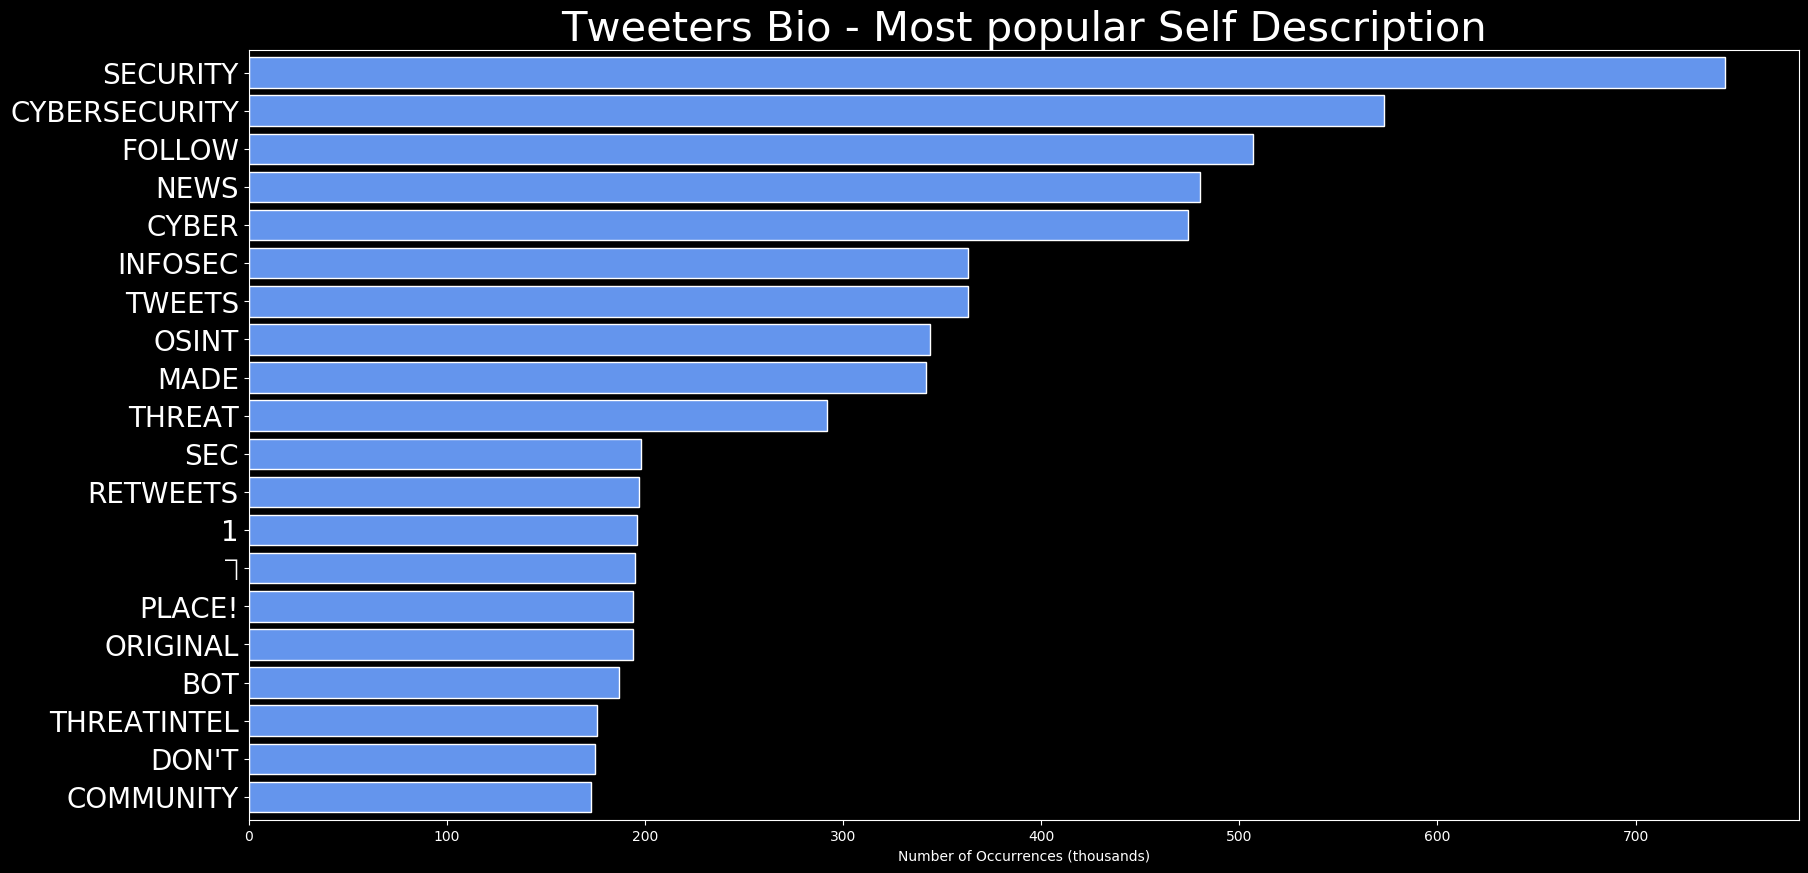 Tweeters Bio - Most popular Self Description
SECURITY
CYBERSECURITY
FOLLOW
NEWS
CYBER
INFOSEC
TWEETS
OSINT
MADE
THREAT
SEC
RETWEETS
1
┐
PLACE!
ORIGINAL
BOT
THREATINTEL
DON'T
COMMUNITY
0 100 200 300 400 500 600 700
Number of Occurrences (thousands)